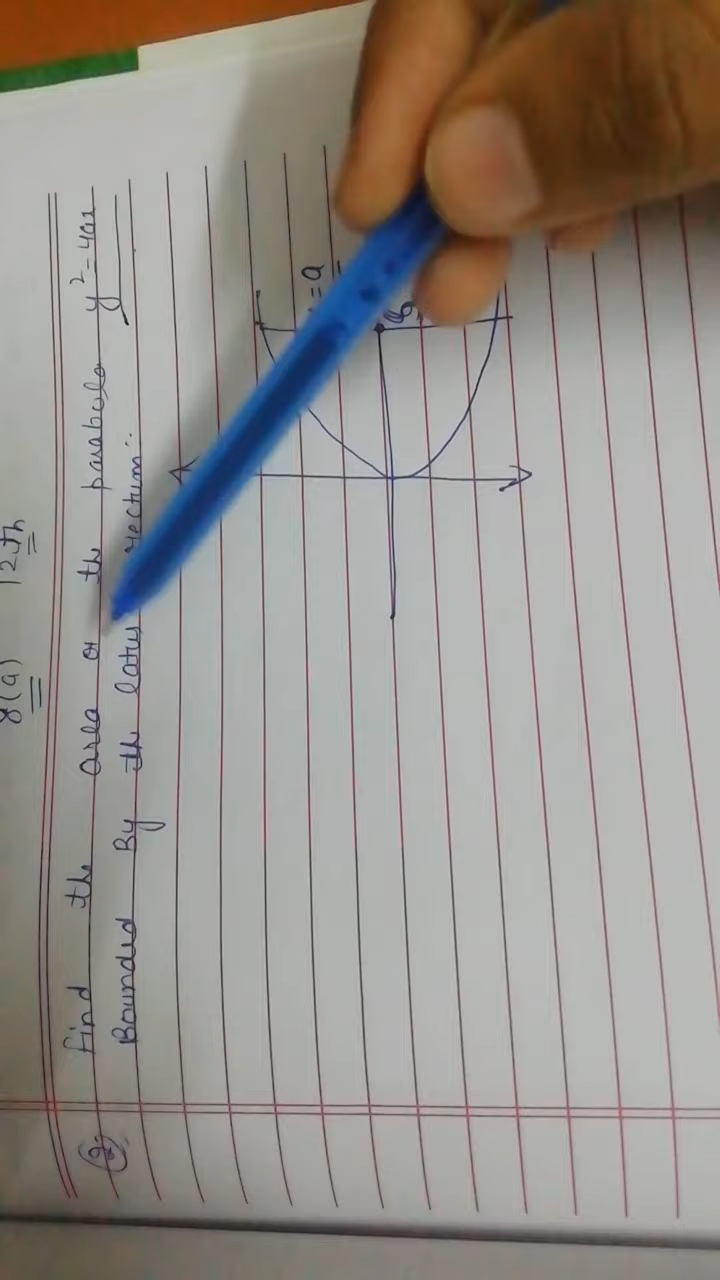 8(a) 12th
Q. Find the area of the parabola y² = 4ax
Bounded By the latus rectum:
= a